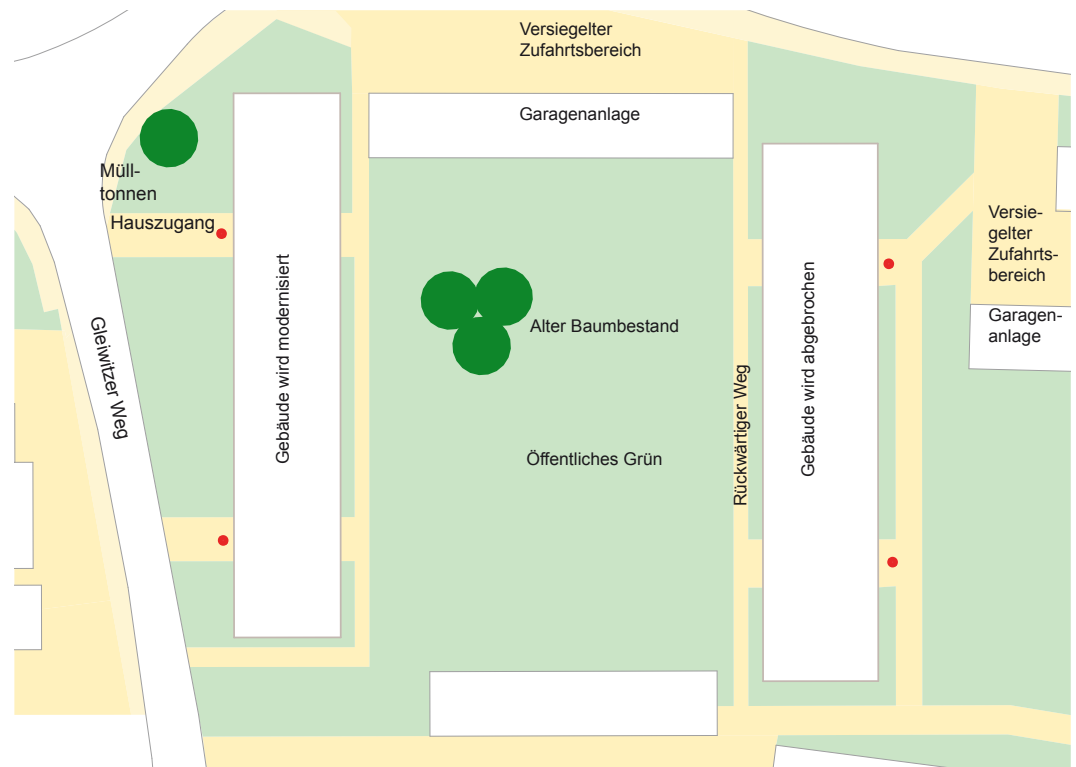 Versiegelter
Zufahrtsbereich
Garagenanlage
Müll-
tonnen
Hauszugang
Versie-
gelter
Zufahrts-
bereich
Garagen-
anlage
Alter Baumbestand
Gleiwitzer Weg
Gebäude wird modernisiert
Öffentliches Grün
Rückwärtiger Weg
Gebäude wird abgebrochen